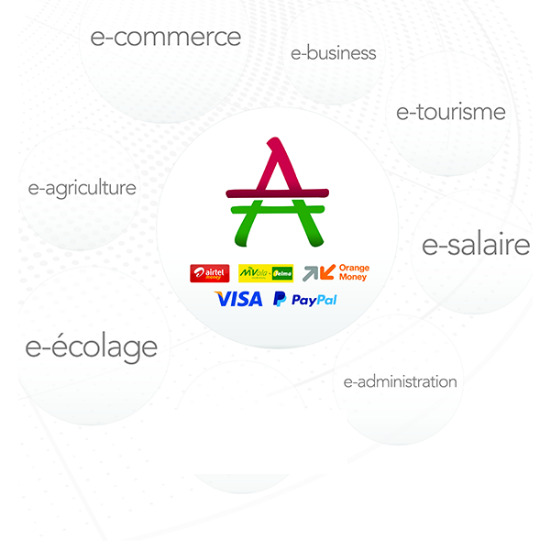 e-commerce
e-business
e-tourisme
e-agriculture
e-salaire
airtel
money
MVola
Telma
Orange
Money
VISA
PayPal
e-écolage
e-administration